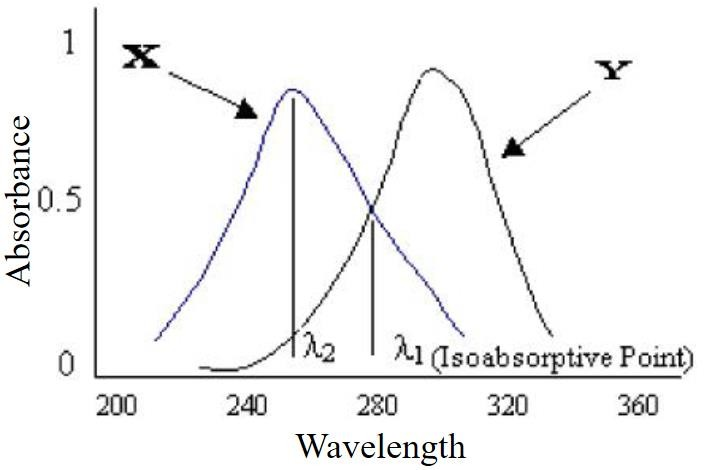 1
X
Y
Absorbance
0.5
λ2
λ1 (Isoabsorptive Point)
0
200 240 280 320 360
Wavelength